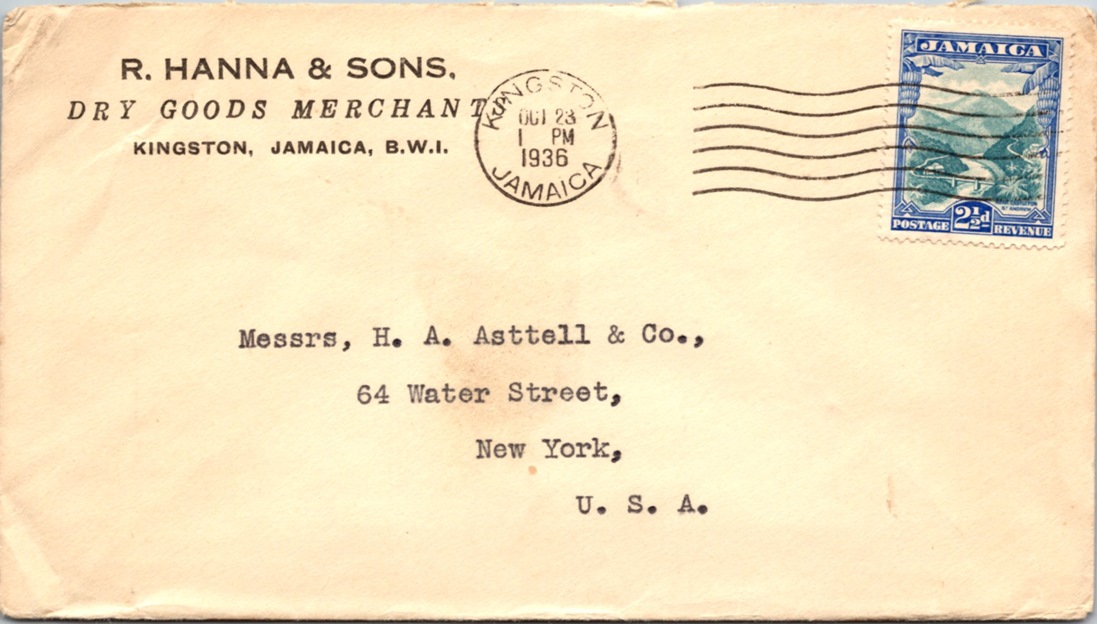 R. HANNA & SONS.
DRY GOODS MERCHANTS
KINGSTON, JAMAICA, B.W.I.
KINGSTON
OCT 23
1 PM
1936
JAMAICA
JAMAICA
POSTAGE 2½d REVENUE
Messrs, H. A. Asttell & Co.,
64 Water Street,
New York,
U. S. A.